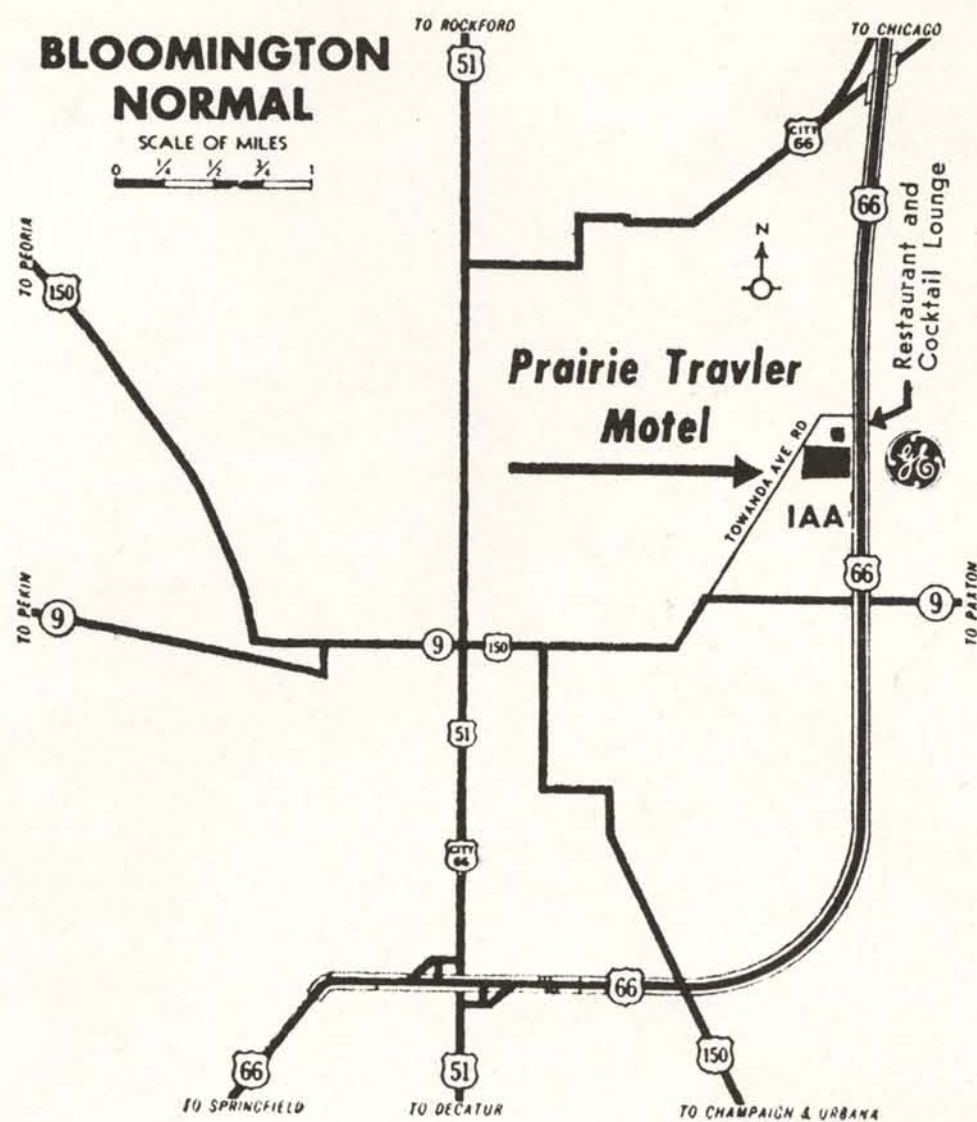 BLOOMINGTON
NORMAL
SCALE OF MILES
0 1/4 1/2 3/4 1
TO ROCKFORD
51
TO CHICAGO
CITY
66
66
TO PEORIA
150
N
Restaurant and
Cocktail Lounge
Prairie Travler
Motel
TOWANDA AVE. RD
GE
IAA
66
TO PEKIN
9
9
150
9
TO PAXTON
51
CITY
66
66
66
51
150
TO SPRINGFIELD
TO DECATUR
TO CHAMPAIGN & URBANA